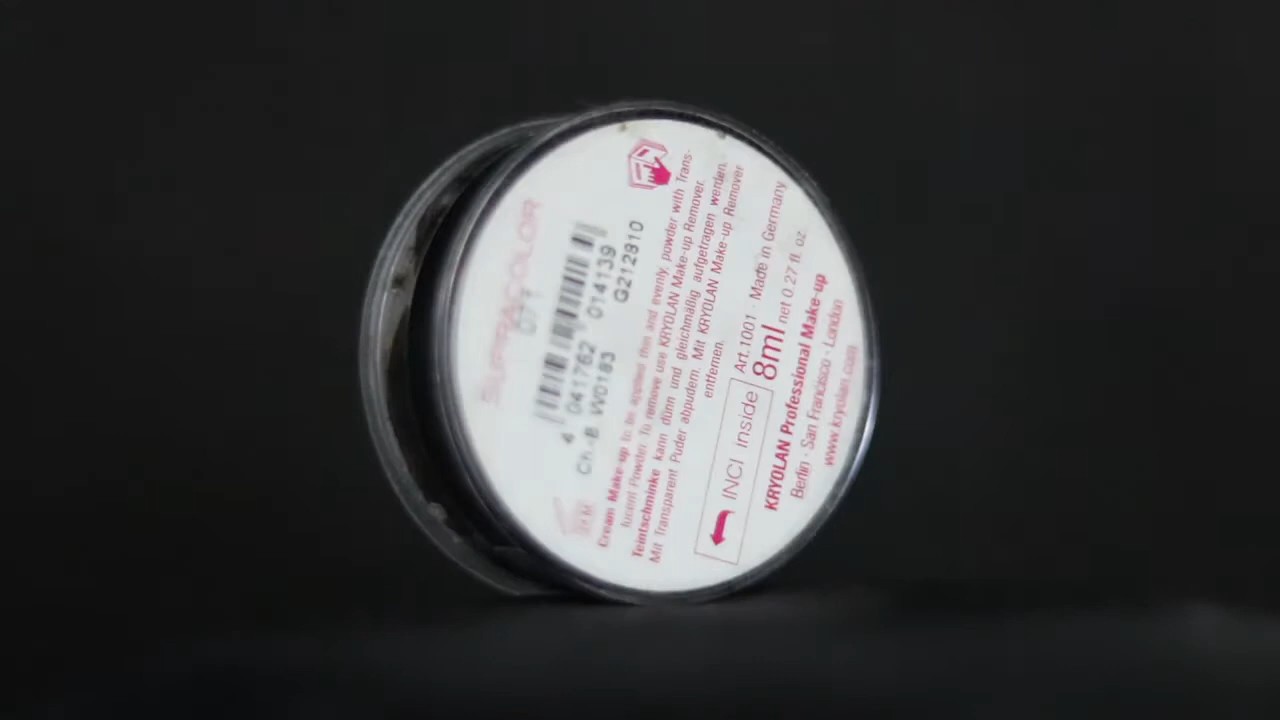 SUPRACOLOR
071
4 041762 014139
Ch.-B. W0183 G212810
Cream Make-up to be applied thin and evenly, powder with Trans-
lucent Powder. To remove use KRYOLAN Make-up Remover.
Teintschminke kann dünn und gleichmäßig aufgetragen werden.
Mit Transparent Puder abpudern. Mit KRYOLAN Make-up Remover
entfernen.
INCI inside
Art.1001 · Made in Germany
8ml net 0.27 fl. oz.
KRYOLAN Professional Make-up
Berlin · San Francisco · London
www.kryolan.com